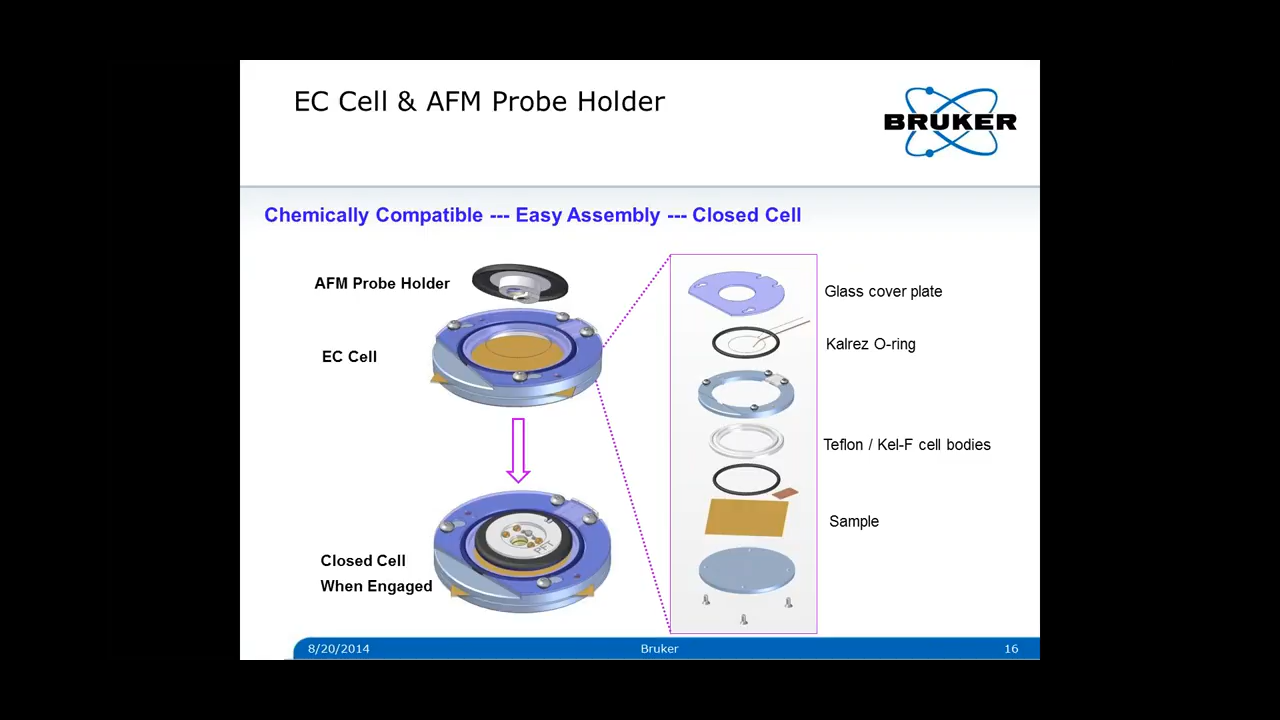 EC Cell & AFM Probe Holder
BRUKER
Chemically Compatible --- Easy Assembly --- Closed Cell
AFM Probe Holder
EC Cell
Closed Cell
When Engaged
PFT
Glass cover plate
Kalrez O-ring
Teflon / Kel-F cell bodies
Sample
8/20/2014
Bruker
16